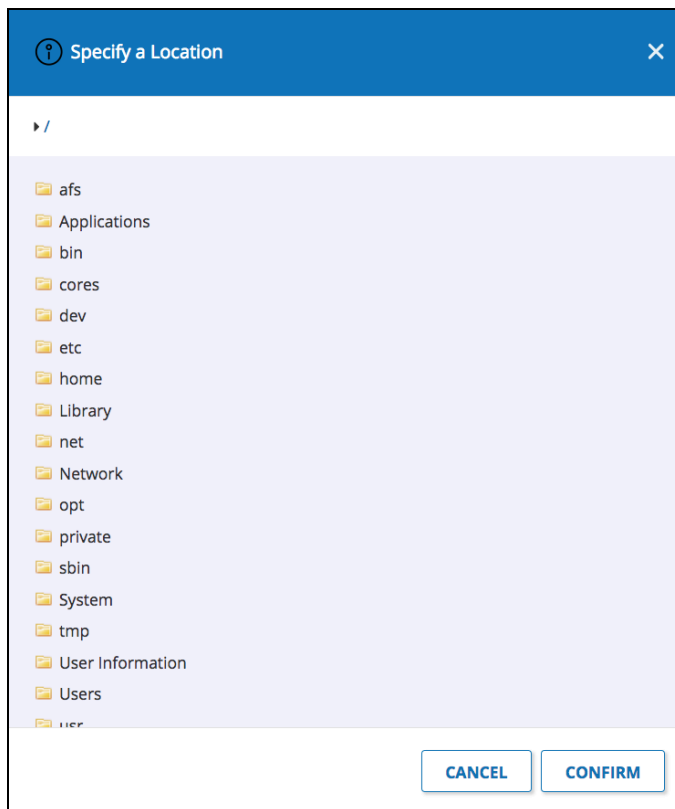 Specify a Location
/
afs
Applications
bin
cores
dev
etc
home
Library
net
Network
opt
private
sbin
System
tmp
User Information
Users
usr
CANCEL CONFIRM